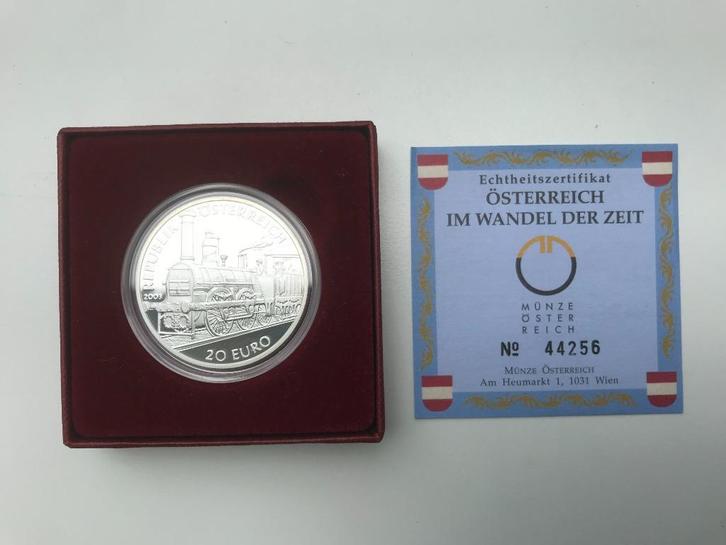 REPUBLIK ÖSTERREICH
2003
20 EURO
Echtheitszertifikat
ÖSTERREICH
IM WANDEL DER ZEIT
MÜNZE
ÖSTER
REICH
Nº 44256
MÜNZE ÖSTERREICH
Am Heumarkt 1, 1031 Wien